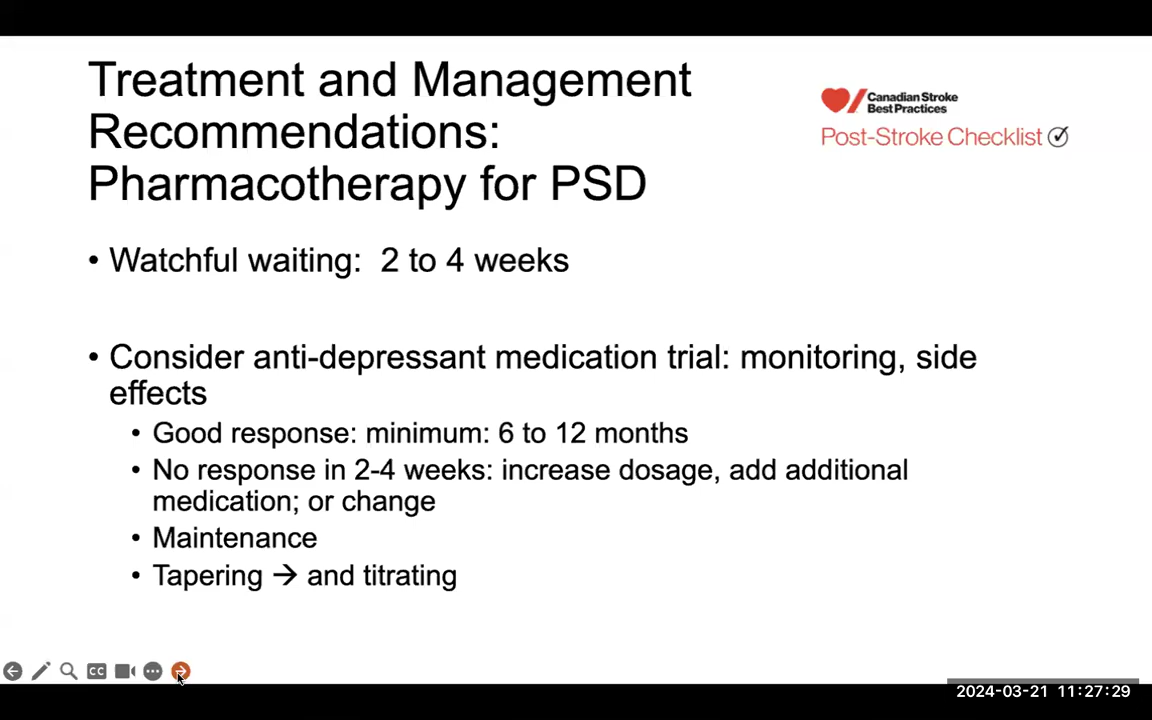 Treatment and Management
Recommendations:
Pharmacotherapy for PSD
Canadian Stroke
Best Practices
Post-Stroke Checklist
• Watchful waiting:  2 to 4 weeks
• Consider anti-depressant medication trial: monitoring, side
effects
• Good response: minimum: 6 to 12 months
• No response in 2-4 weeks: increase dosage, add additional
medication; or change
• Maintenance
• Tapering → and titrating
CC
2024-03-21 11:27:29